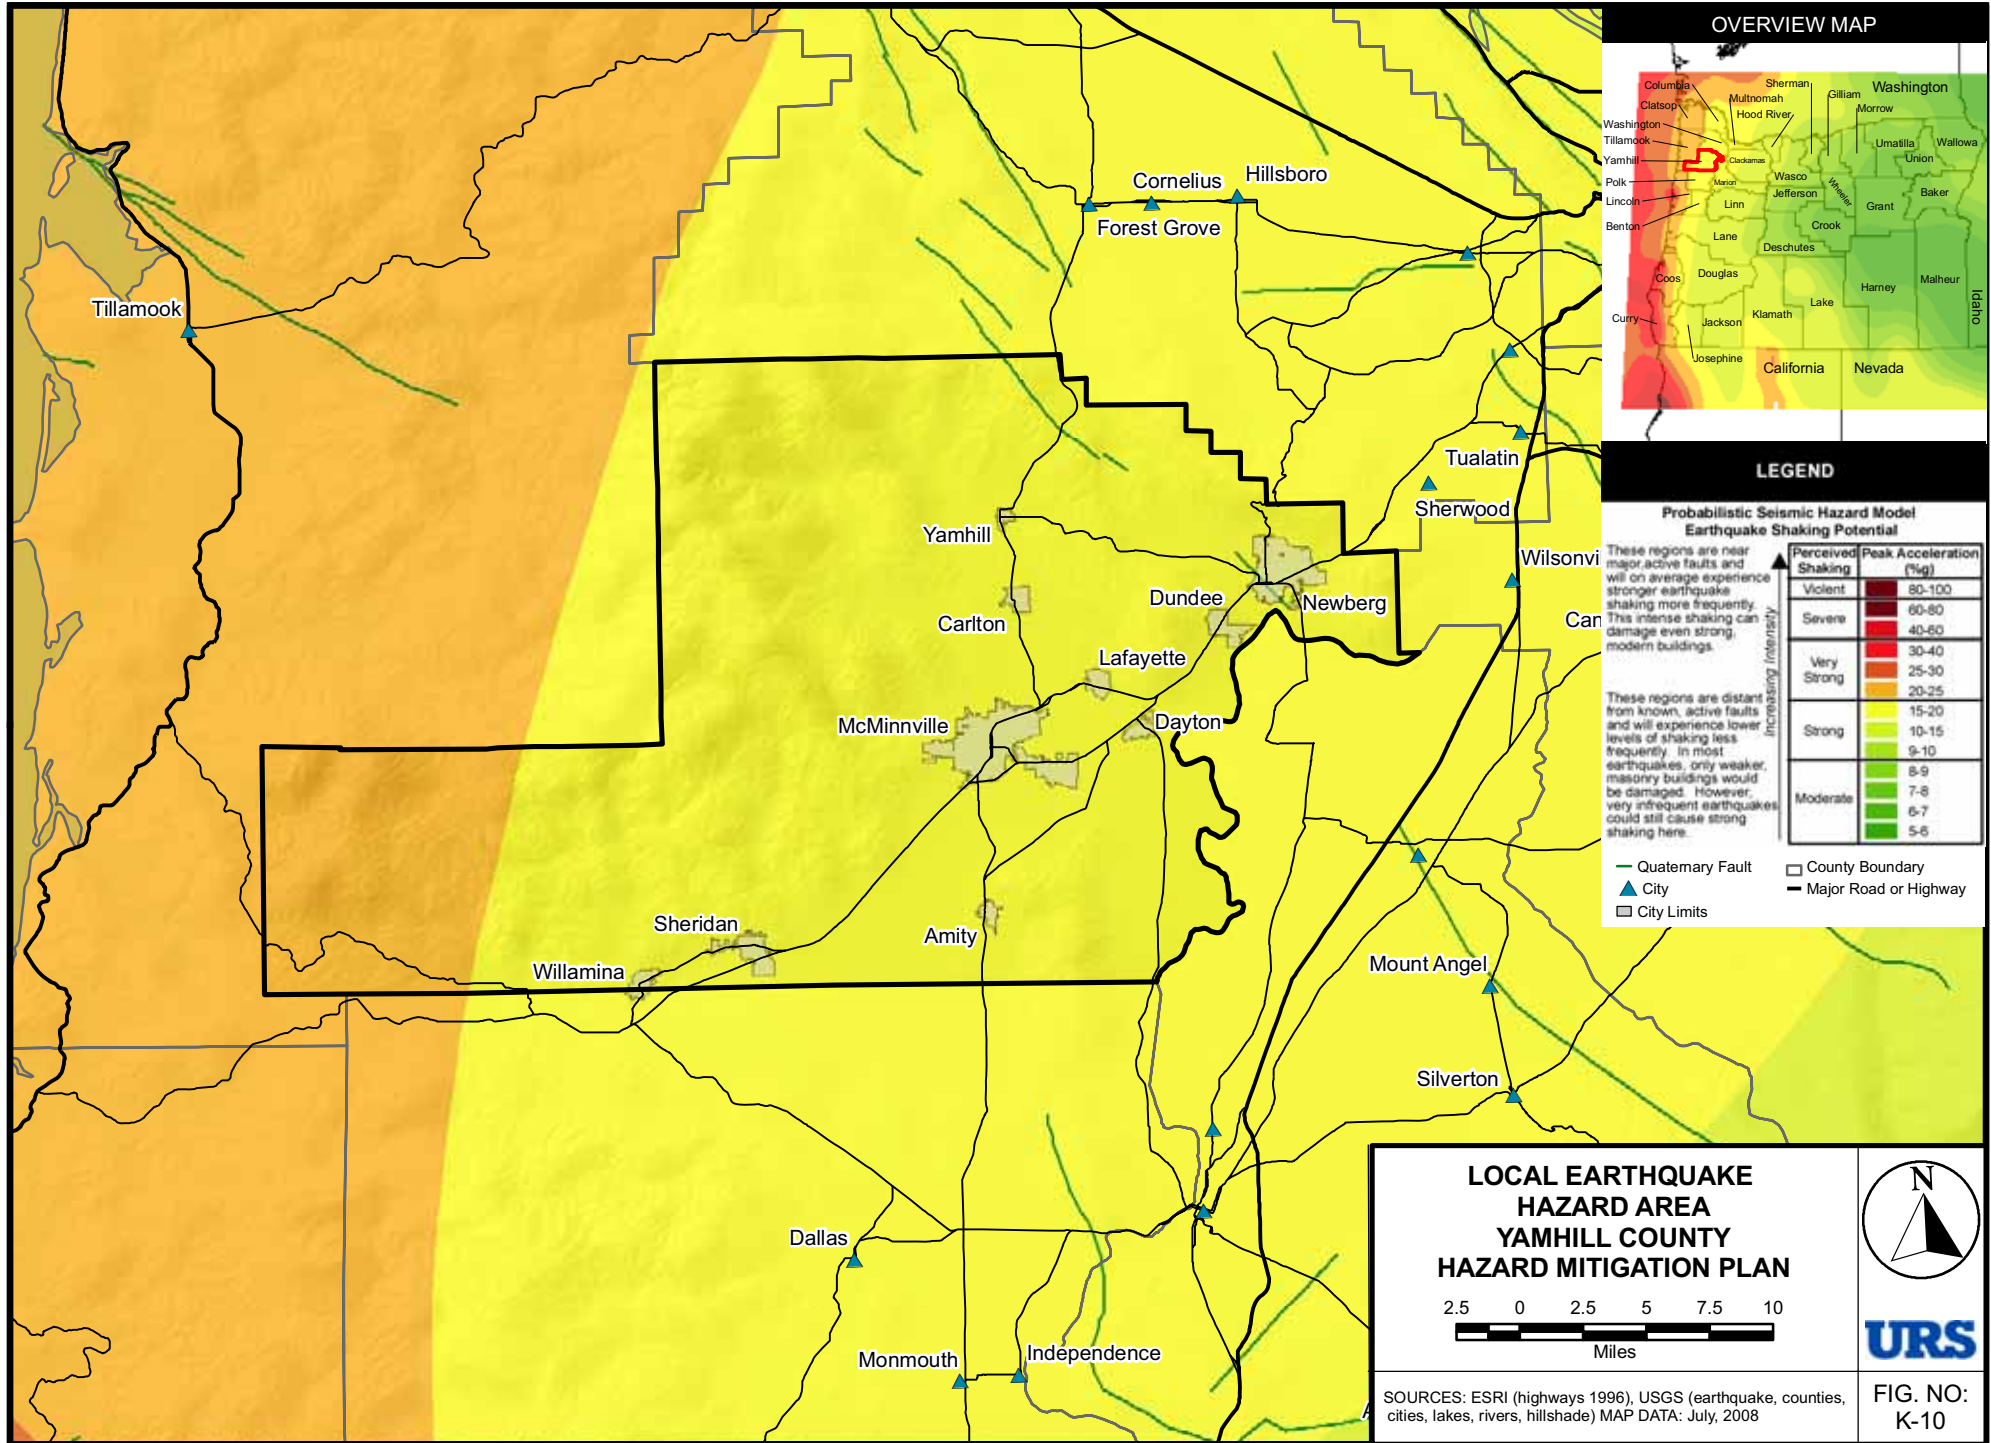 OVERVIEW MAP
Columbia
Clatsop
Washington
Tillamook
Yamhill
Polk
Lincoln
Benton
Coos
Curry
Sherman
Multnomah
Hood River
Gilliam
Morrow
Washington
Umatilla
Wallowa
Union
Clackamas
Marion
Wasco
Jefferson
Wheeler
Baker
Grant
Linn
Crook
Lane
Deschutes
Douglas
Malheur
Harney
Lake
Klamath
Jackson
Josephine
California
Nevada
Idaho
LEGEND
Probabilistic Seismic Hazard Model
Earthquake Shaking Potential
These regions are near
major,active faults and
will on average experience
stronger earthquake
shaking more frequently.
This intense shaking can
damage even strong,
modern buildings.
These regions are distant
from known, active faults
and will experience lower
levels of shaking less
frequently. In most
earthquakes, only weaker,
masonry buildings would
be damaged. However,
very infrequent earthquakes
could still cause strong
shaking here.
Increasing Intensity
Perceived Shaking
Peak Acceleration (%g)
Violent
80-100
Severe
60-80
40-60
Very Strong
30-40
25-30
20-25
Strong
15-20
10-15
9-10
Moderate
8-9
7-8
6-7
5-6
Quaternary Fault
City
City Limits
County Boundary
Major Road or Highway
Cornelius
Hillsboro
Forest Grove
Tillamook
Tualatin
Sherwood
Yamhill
Wilsonvi
Dundee
Newberg
Carlton
Can
Lafayette
McMinnville
Dayton
Sheridan
Amity
Willamina
Mount Angel
Silverton
Dallas
Monmouth
Independence
LOCAL EARTHQUAKE
HAZARD AREA
YAMHILL COUNTY
HAZARD MITIGATION PLAN
2.5 0 2.5 5 7.5 10
Miles
SOURCES: ESRI (highways 1996), USGS (earthquake, counties,
cities, lakes, rivers, hillshade) MAP DATA: July, 2008
N
URS
FIG. NO:
K-10